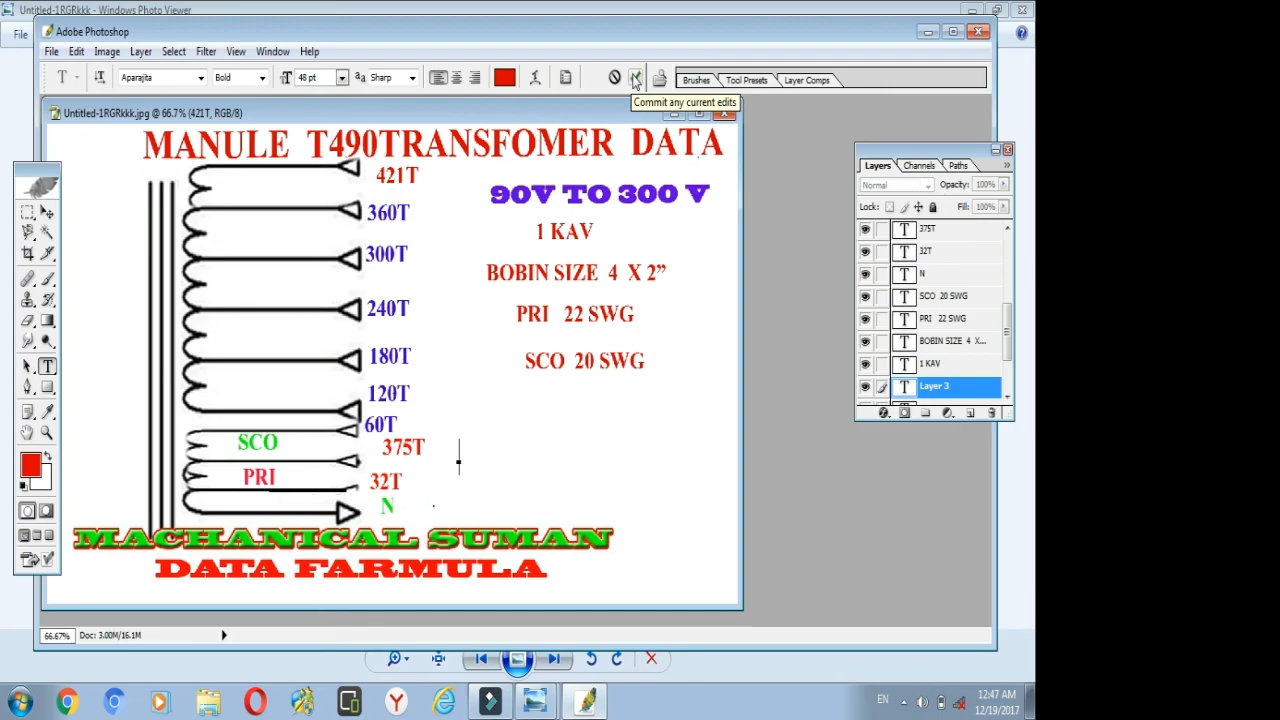 Untitled-1RGRkkk - Windows Photo Viewer
File
Adobe Photoshop
File Edit Image Layer Select Filter View Window Help
T T Aparajita Bold T 48 pt aa Sharp Brushes Tool Presets Layer Comps
Commit any current edits
Untitled-1RGRkkk.jpg @ 66.7% (421T, RGB/8)
MANULE T490TRANSFOMER DATA
421T
90V TO 300 V
360T
1 KAV
300T
BOBIN SIZE 4 X 2”
240T
PRI 22 SWG
180T
SCO 20 SWG
120T
60T
SCO
375T
PRI
32T
N
MACHANICAL SUMAN
DATA FARMULA
Layers Channels Paths
Normal Opacity: 100%
Lock: Fill: 100%
T 375T
T 32T
T N
T SCO 20 SWG
T PRI 22 SWG
T BOBIN SIZE 4 X...
T 1 KAV
T Layer 3
66.67% Doc: 3.00M/16.1M
EN
12:47 AM
12/19/2017